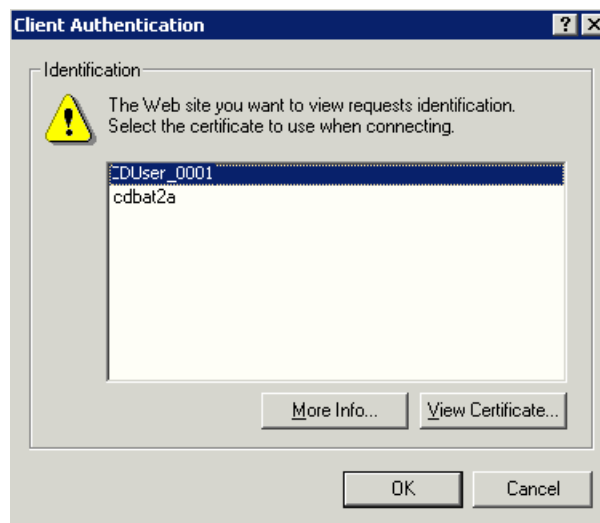 Client Authentication
Identification
The Web site you want to view requests identification.
Select the certificate to use when connecting.
CDUser_0001
cdbat2a
More Info...
View Certificate...
OK
Cancel